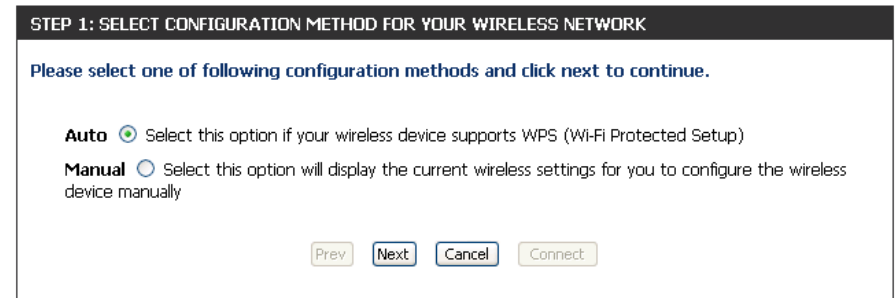 STEP 1: SELECT CONFIGURATION METHOD FOR YOUR WIRELESS NETWORK
Please select one of following configuration methods and click next to continue.
Auto Select this option if your wireless device supports WPS (Wi-Fi Protected Setup)
Manual Select this option will display the current wireless settings for you to configure the wireless
device manually
Prev Next Cancel Connect